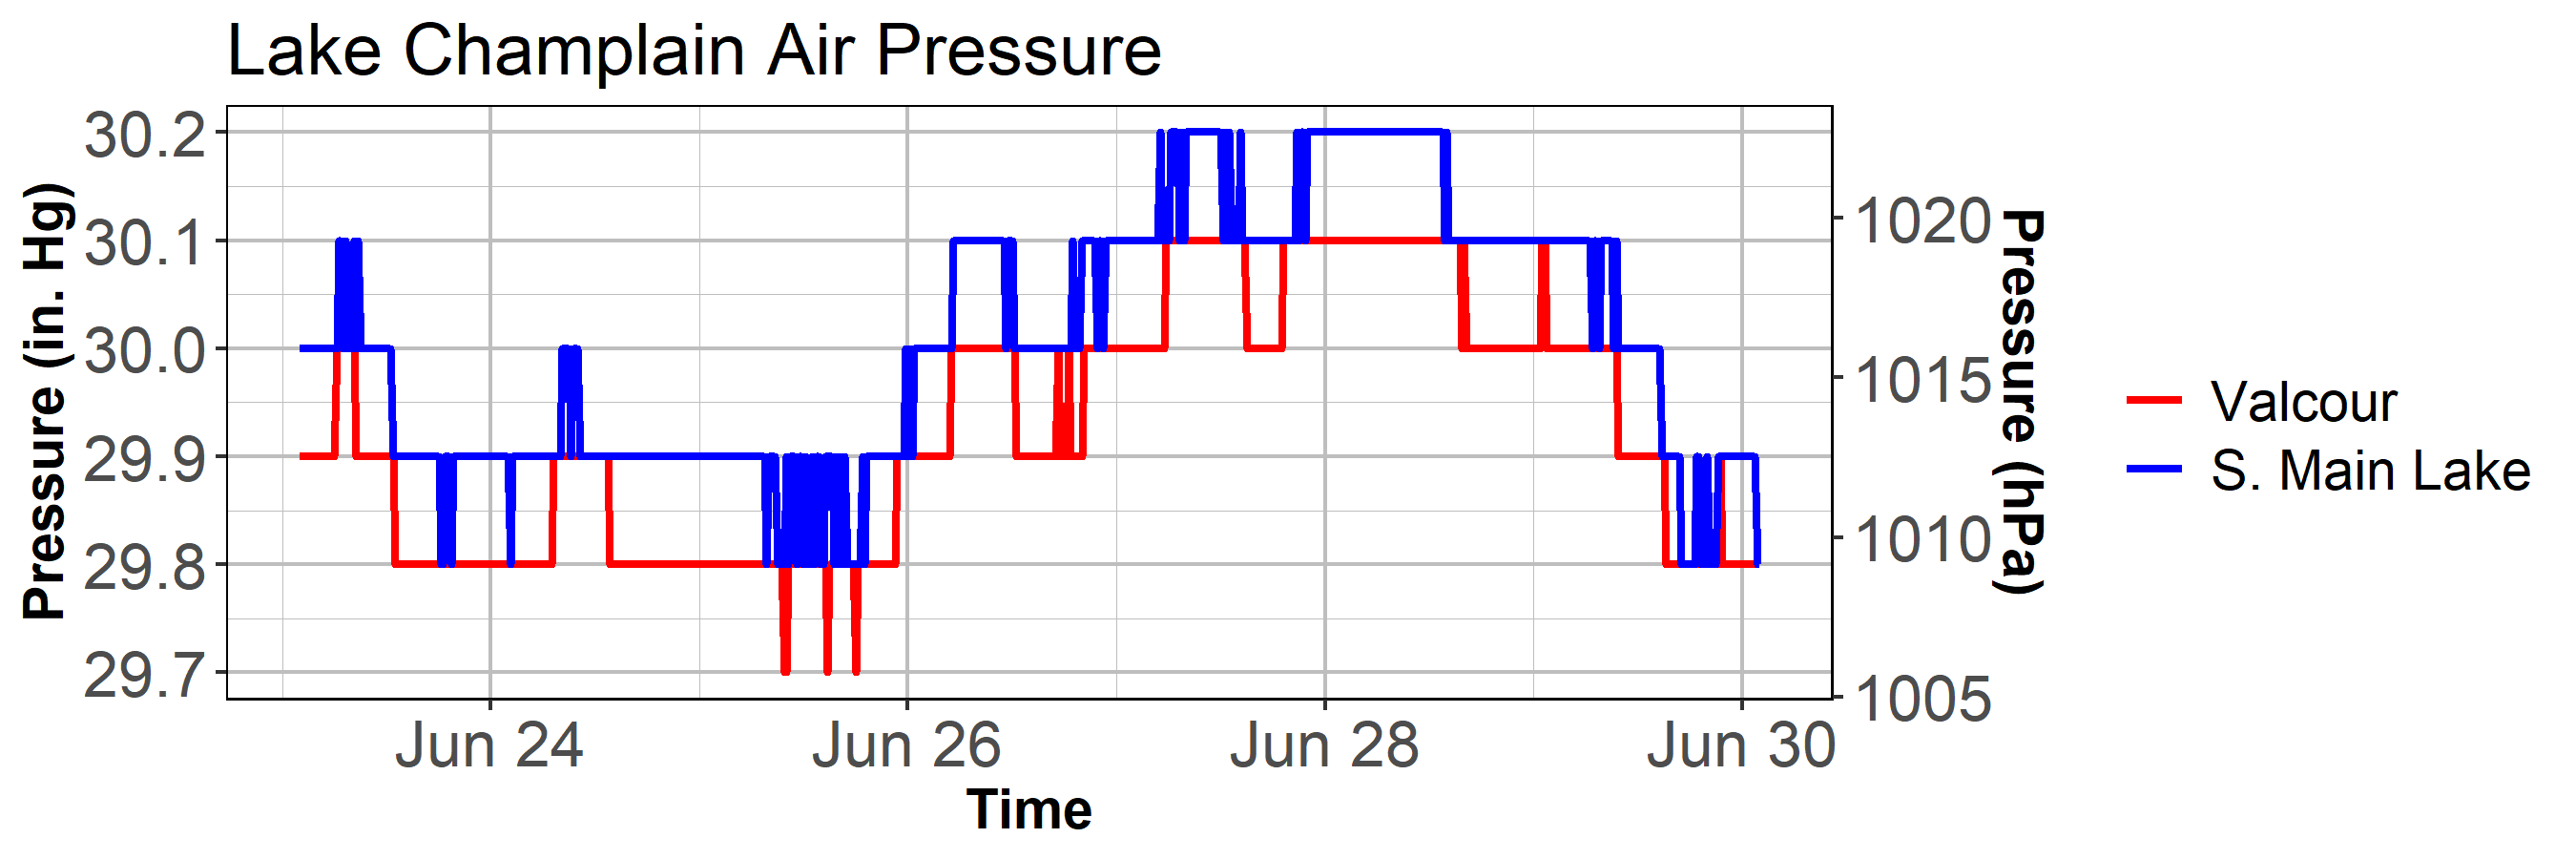 Lake Champlain Air Pressure
Pressure (in. Hg)
30.2
30.1
30.0
29.9
29.8
29.7
1020
1015
1010
1005
Pressure (hPa)
Jun 24 Jun 26 Jun 28 Jun 30
Time
Valcour
S. Main Lake